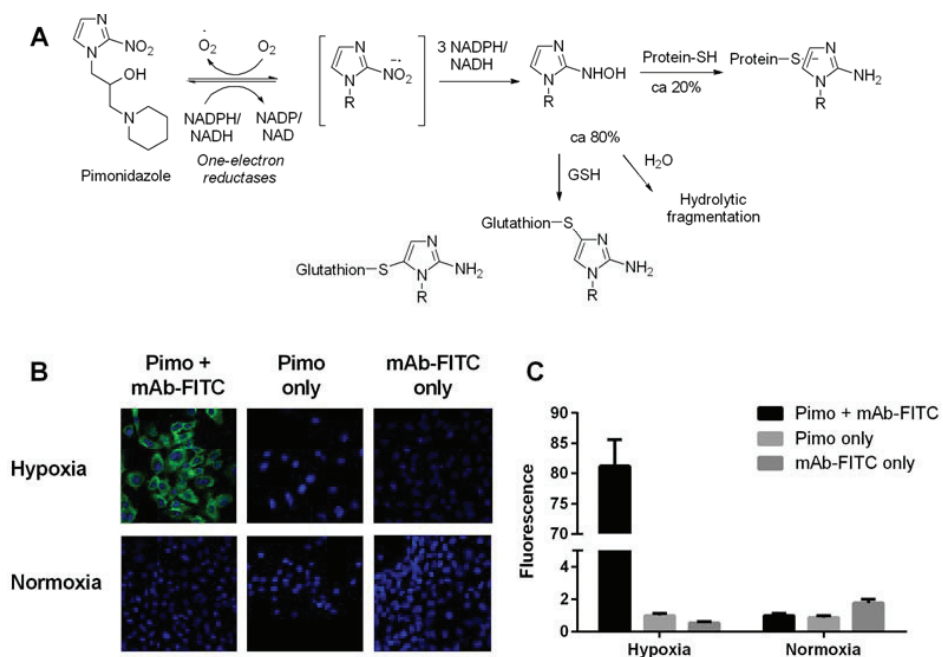 A
N
N
NO2
OH
N
Pimonidazole
O2
O2
NADPH/
NADH
NADP/
NAD
One-electron
reductases
N
N
NO2
R
3 NADPH/
NADH
N
N
NHOH
R
Protein-SH
ca 20%
Protein-S
N
N
NH2
R
ca 80%
GSH
H2O
Hydrolytic
fragmentation
Glutathion-S
N
N
NH2
R
Glutathion-S
N
N
NH2
R
B
Pimo +
mAb-FITC
Pimo
only
mAb-FITC
only
Hypoxia
Normoxia
C
Fluorescence
90
85
80
75
70
4
2
0
Hypoxia
Normoxia
Pimo + mAb-FITC
Pimo only
mAb-FITC only